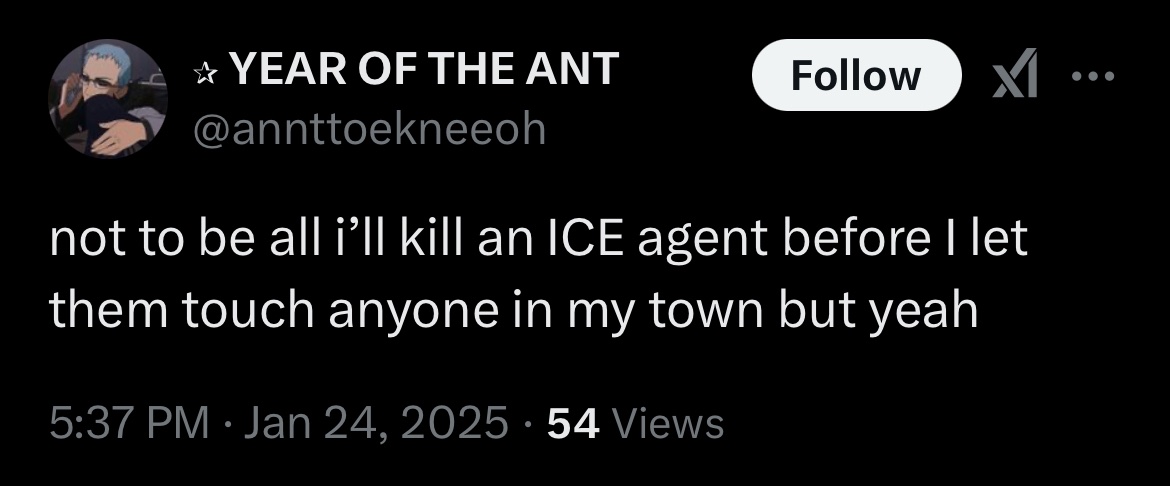 ☆ YEAR OF THE ANT
Follow
@annttoekneeoh
not to be all i’ll kill an ICE agent before I let
them touch anyone in my town but yeah
5:37 PM · Jan 24, 2025 · 54 Views